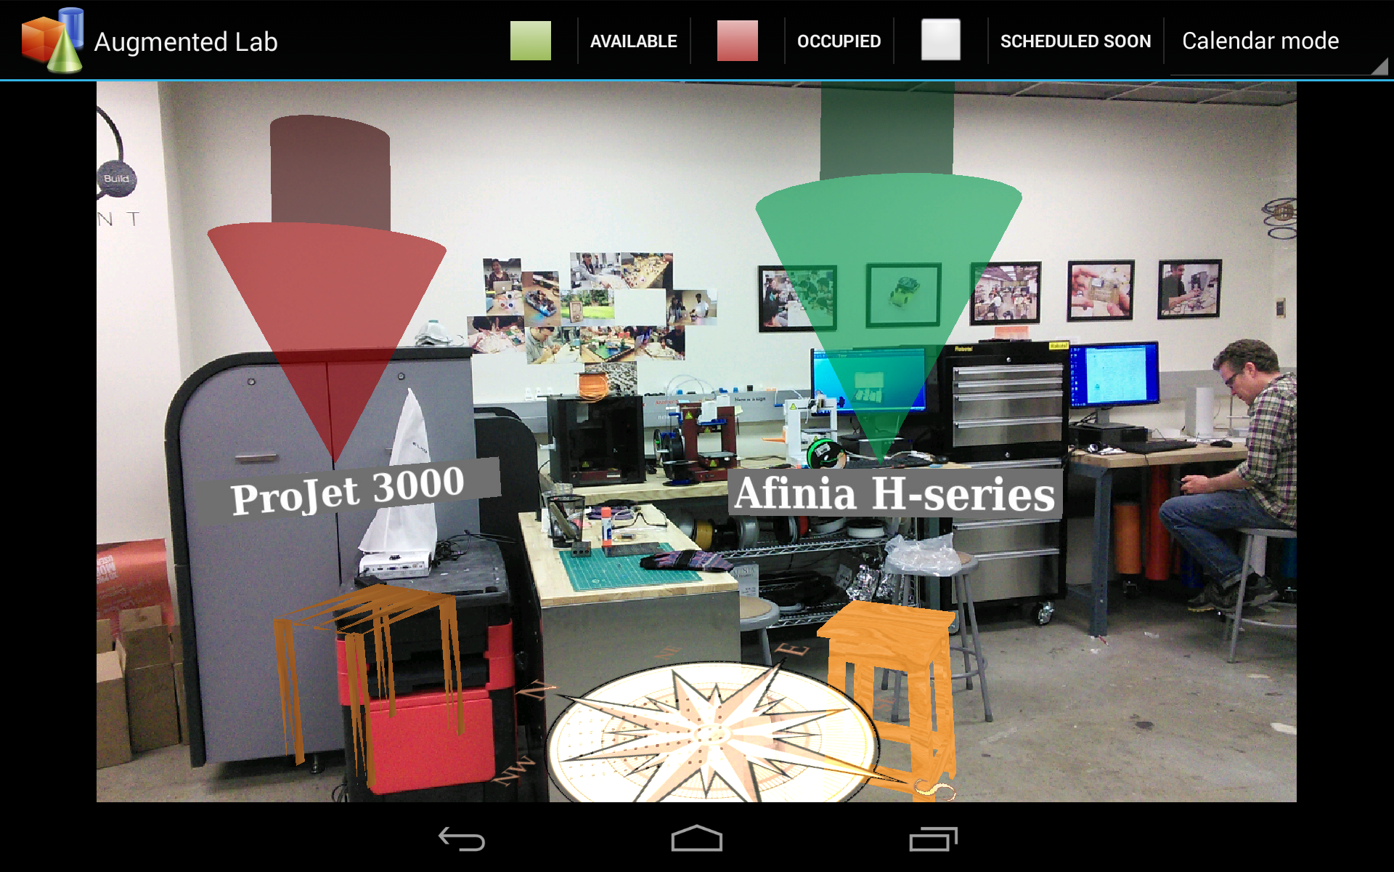 Augmented Lab
AVAILABLE
OCCUPIED
SCHEDULED SOON
Calendar mode
Build
N T
ProJet 3000
Afinia H-series
N
E
NW
S